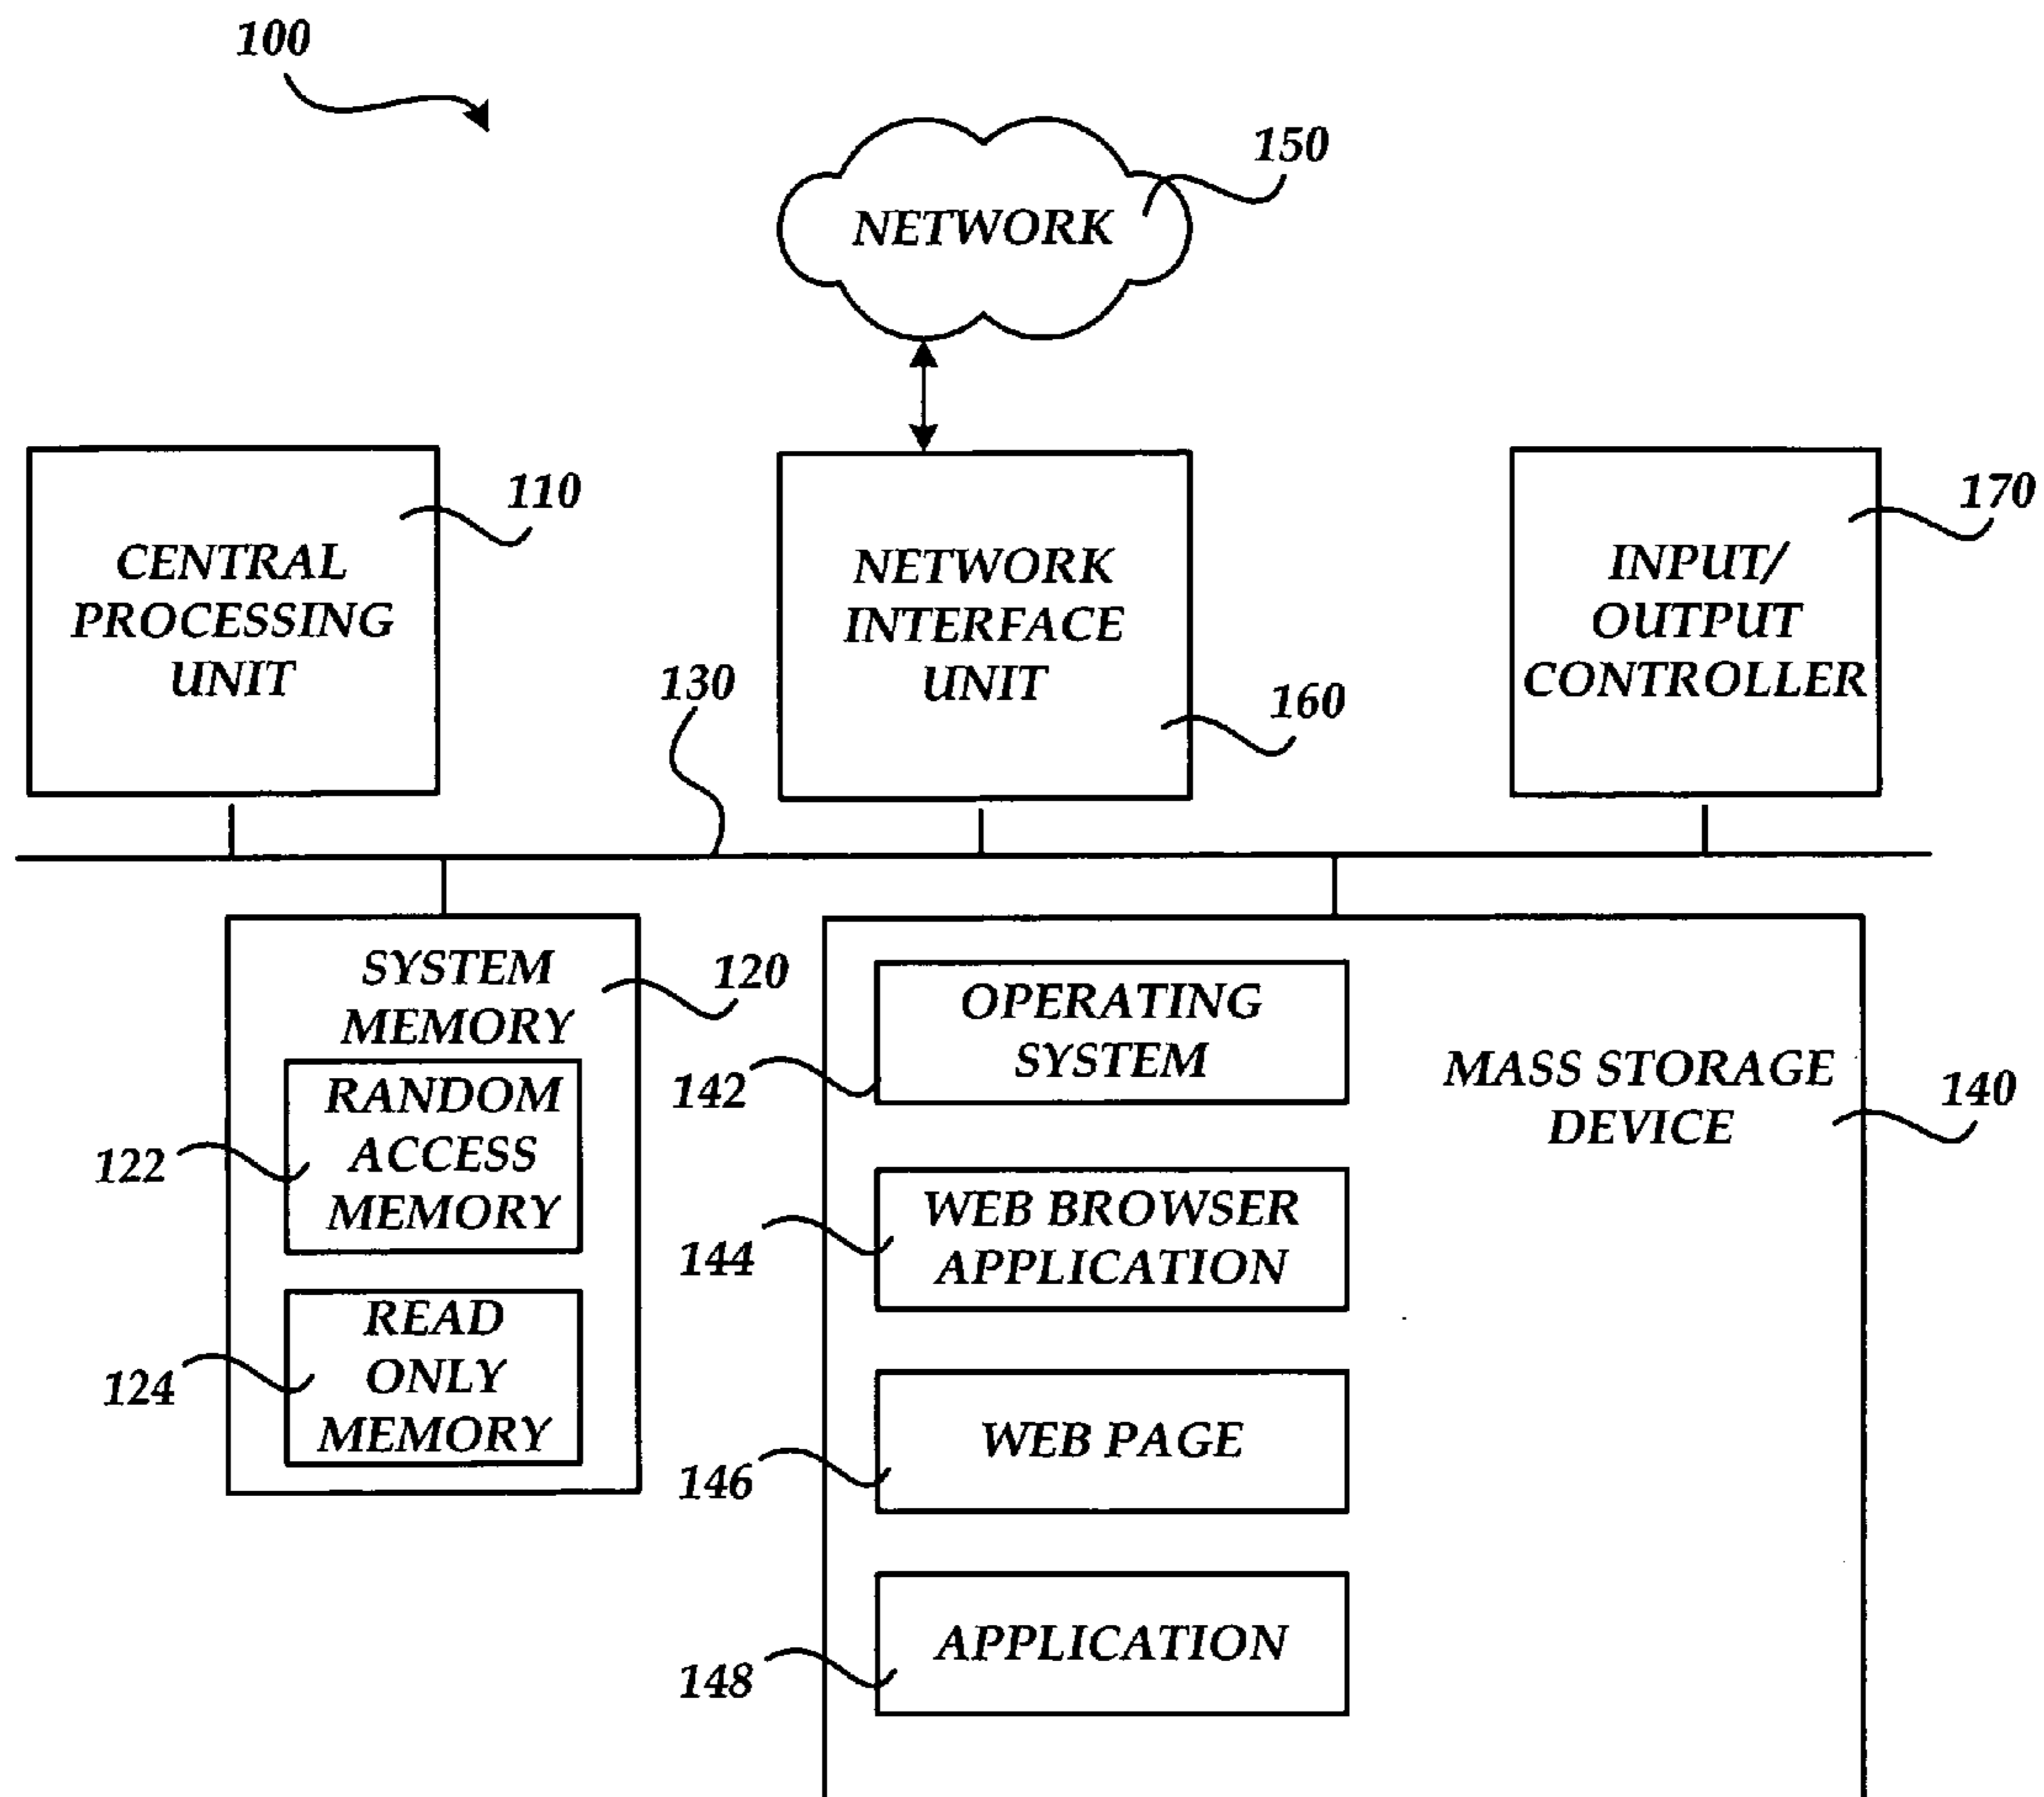 100
150
NETWORK
110
CENTRAL
PROCESSING
UNIT
NETWORK
INTERFACE
UNIT
160
170
INPUT/
OUTPUT
CONTROLLER
130
SYSTEM
MEMORY
120
RANDOM
ACCESS
MEMORY
122
READ
ONLY
MEMORY
124
OPERATING
SYSTEM
142
MASS STORAGE
DEVICE
140
WEB BROWSER
APPLICATION
144
WEB PAGE
146
APPLICATION
148